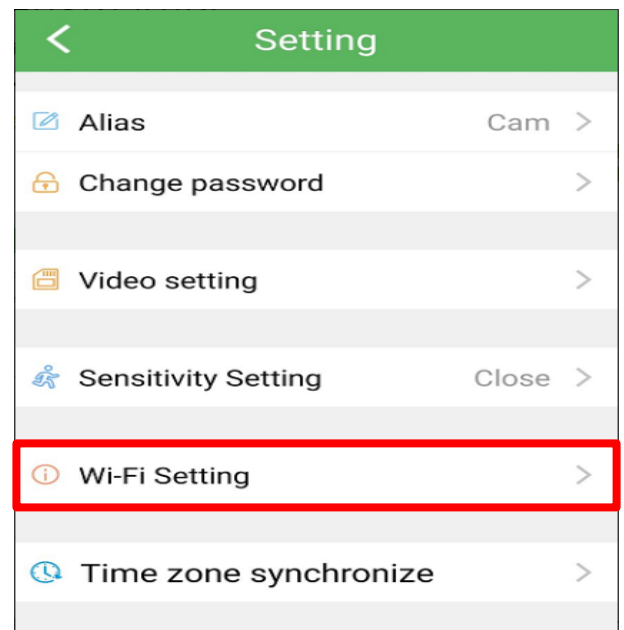 Setting
Alias Cam
Change password
Video setting
Sensitivity Setting Close
Wi-Fi Setting
Time zone synchronize